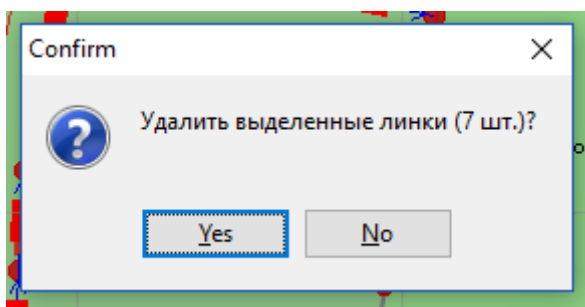 Confirm
Удалить выделенные линки (7 шт.)?
Yes
No